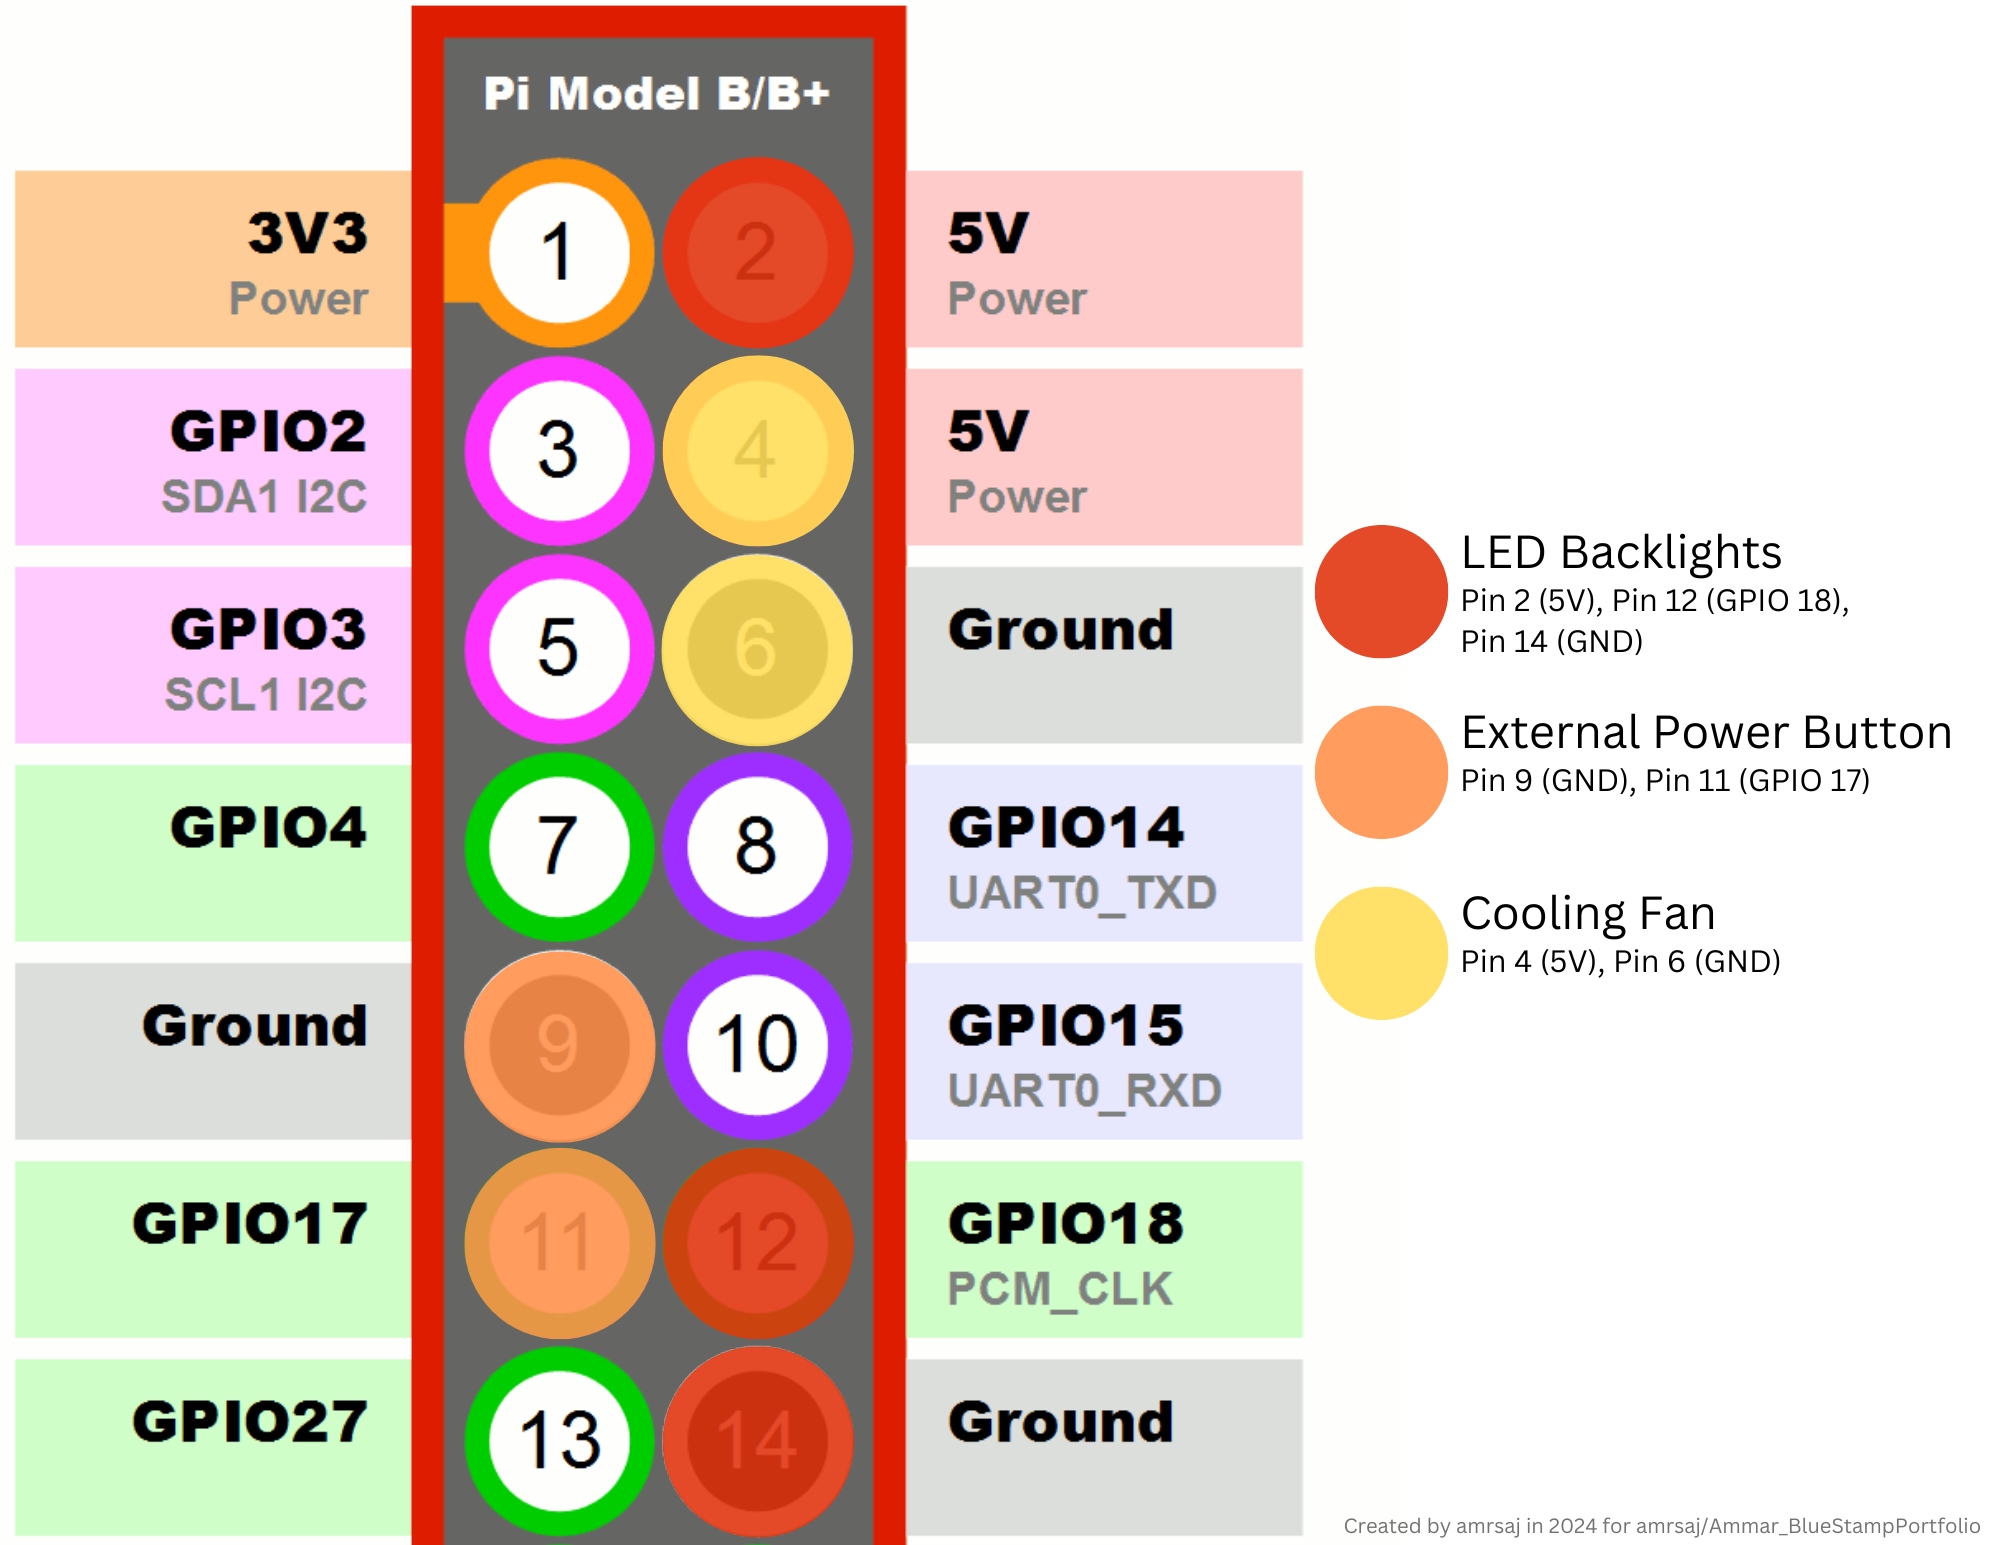 Pi Model B/B+
3V3
Power
1
2
5V
Power
GPIO2
SDA1 I2C
3
4
5V
Power
GPIO3
SCL1 I2C
5
6
Ground
GPIO4
7
8
GPIO14
UART0_TXD
Ground
9
10
GPIO15
UART0_RXD
GPIO17
11
12
GPIO18
PCM_CLK
GPIO27
13
14
Ground
LED Backlights
Pin 2 (5V), Pin 12 (GPIO 18),
Pin 14 (GND)
External Power Button
Pin 9 (GND), Pin 11 (GPIO 17)
Cooling Fan
Pin 4 (5V), Pin 6 (GND)
Created by amrsaj in 2024 for amrsaj/Ammar_BlueStampPortfolio